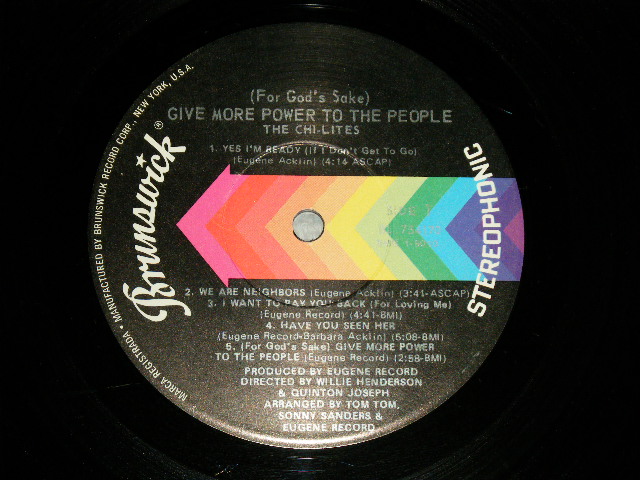 (For God's Sake)
GIVE MORE POWER TO THE PEOPLE
THE CHI-LITES
1. YES I'M READY (If I Don't Get To Go)
(Eugene Acklin) (4:14 ASCAP)
SIDE 1
STEREOPHONIC
Brunswick®
MARCA REGISTRADA • MANUFACTURED BY BRUNSWICK RECORD CORP., NEW YORK, U.S.A.
2. WE ARE NEIGHBORS (Eugene Acklin) (3:41-ASCAP)
3. I WANT TO PAY YOU BACK (For Loving Me)
(Eugene Record) (4:41-BMI)
4. HAVE YOU SEEN HER
(Eugene Record-Barbara Acklin) (5:08-BMI)
5. (For God's Sake) GIVE MORE POWER
TO THE PEOPLE (Eugene Record) (2:58-BMI)
PRODUCED BY EUGENE RECORD
DIRECTED BY WILLIE HENDERSON
& QUINTON JOSEPH
ARRANGED BY TOM TOM,
SONNY SANDERS &
EUGENE RECORD